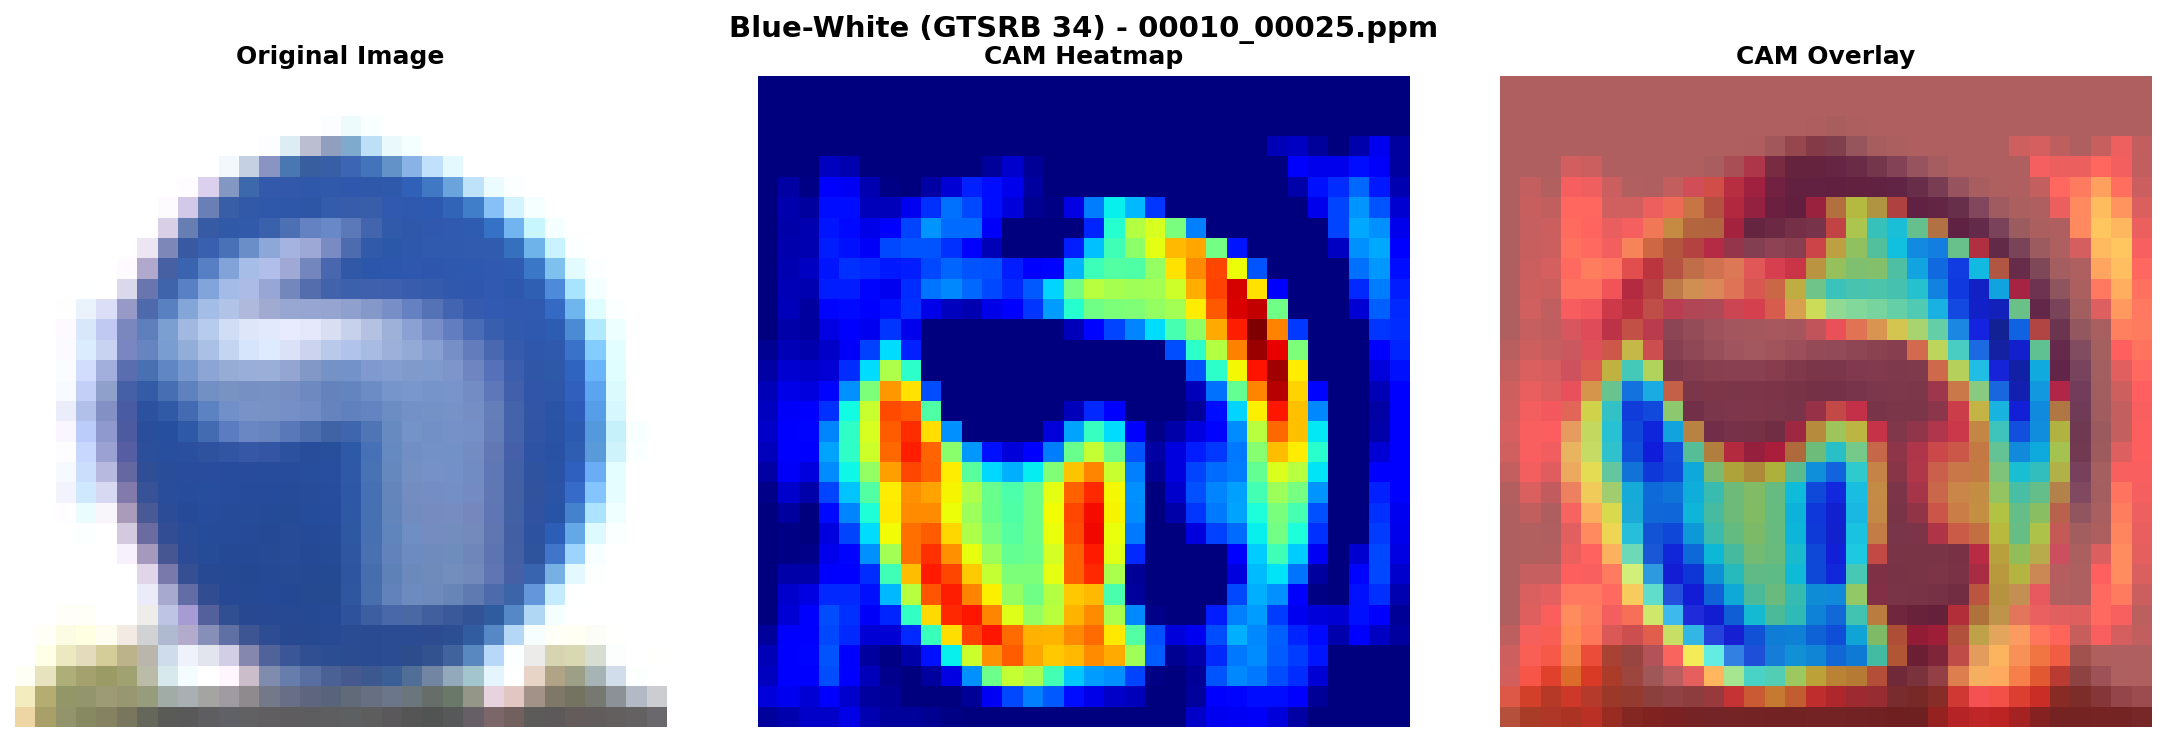 Blue-White (GTSRB 34) - 00010_00025.ppm
Original Image
CAM Heatmap
CAM Overlay